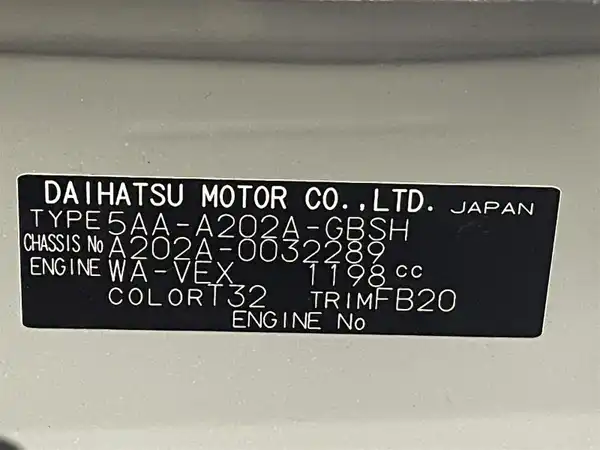 DAIHATSU MOTOR CO.,LTD. JAPAN
TYPE 5AA-A202A-GBSH
CHASSIS No A202A-0032289
ENGINE WA-VEX 1198 cc
COLOR T32 TRIM FB20
ENGINE No